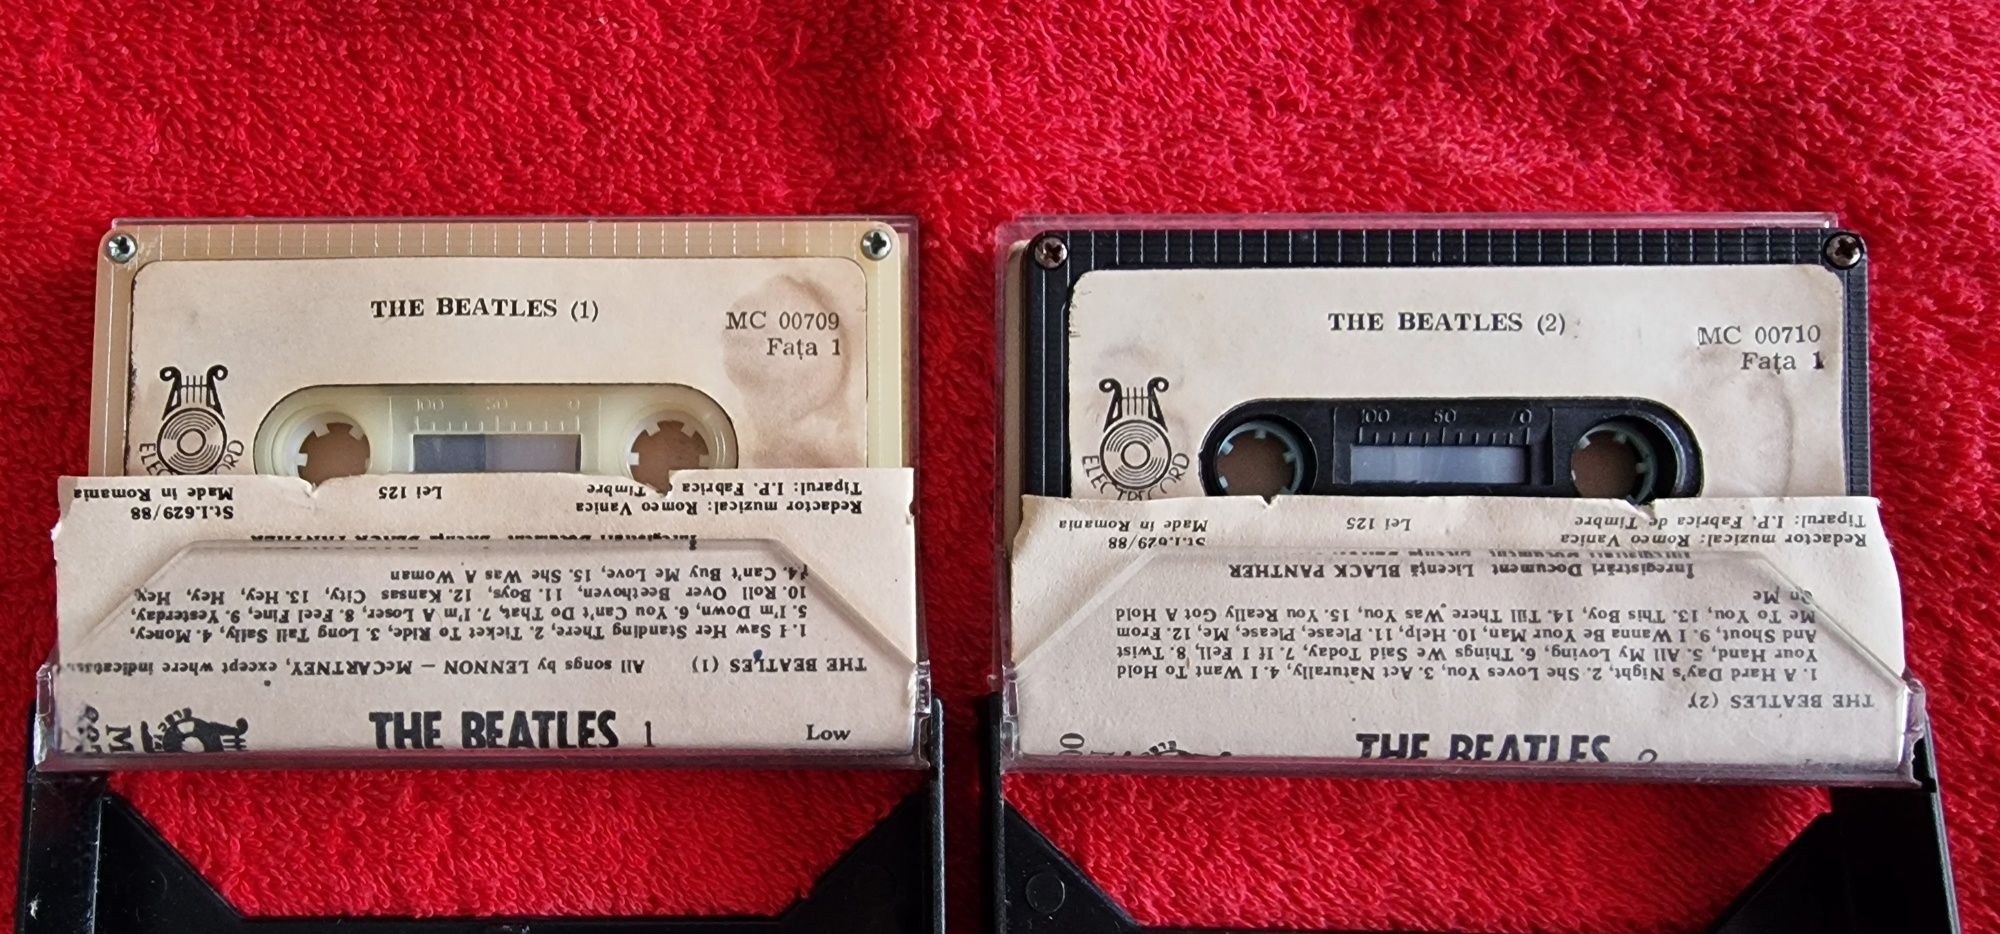 THE BEATLES (1)
MC 00709
Fața 1
100 50 0
Made in Romania
Lei 125
Tiparul: I.P. Fabrica de Timbre
St.I.629/88
Redactor muzical: Romeo Vanica
14. Can't Buy Me Love, 15. She Was A Woman
10. Roll Over Beethoven, 11. Boys, 12. Kansas City, 13. Hey, Hey, Hey,
5. I'm Down, 6. You Can't Do That, 7. I'm A Loser, 8. I Feel Fine, 9. Yesterday,
1. I Saw Her Standing There, 2. Ticket To Ride, 3. Long Tall Sally, 4. Money,
THE BEATLES (1) All songs by LENNON — McCARTNEY, except where
THE BEATLES 1
Low
THE BEATLES (2)
MC 00710
Fața 1
ELECTRECORD
100 50 0
Made in Romania
Lei 125
Tiparul: I.P. Fabrica de Timbre
St.I.629/88
Redactor muzical: Romeo Vanica
Înregistrări Document Licență BLACK PANTHER
On Me
Me To You, 13. This Boy, 14. Till There Was You, 15. You Really Got A Hold
And Shout, 9. I Wanna Be Your Man, 10. Help, 11. Please, Please, Me, 12. From
Your Hand, 5. All My Loving, 6. Things We Said Today, 7. If I Fell, 8. Twist
1. A Hard Day's Night, 2. She Loves You, 3. Act Naturally, 4. I Want To Hold
THE BEATLES (2)
THE BEATLES